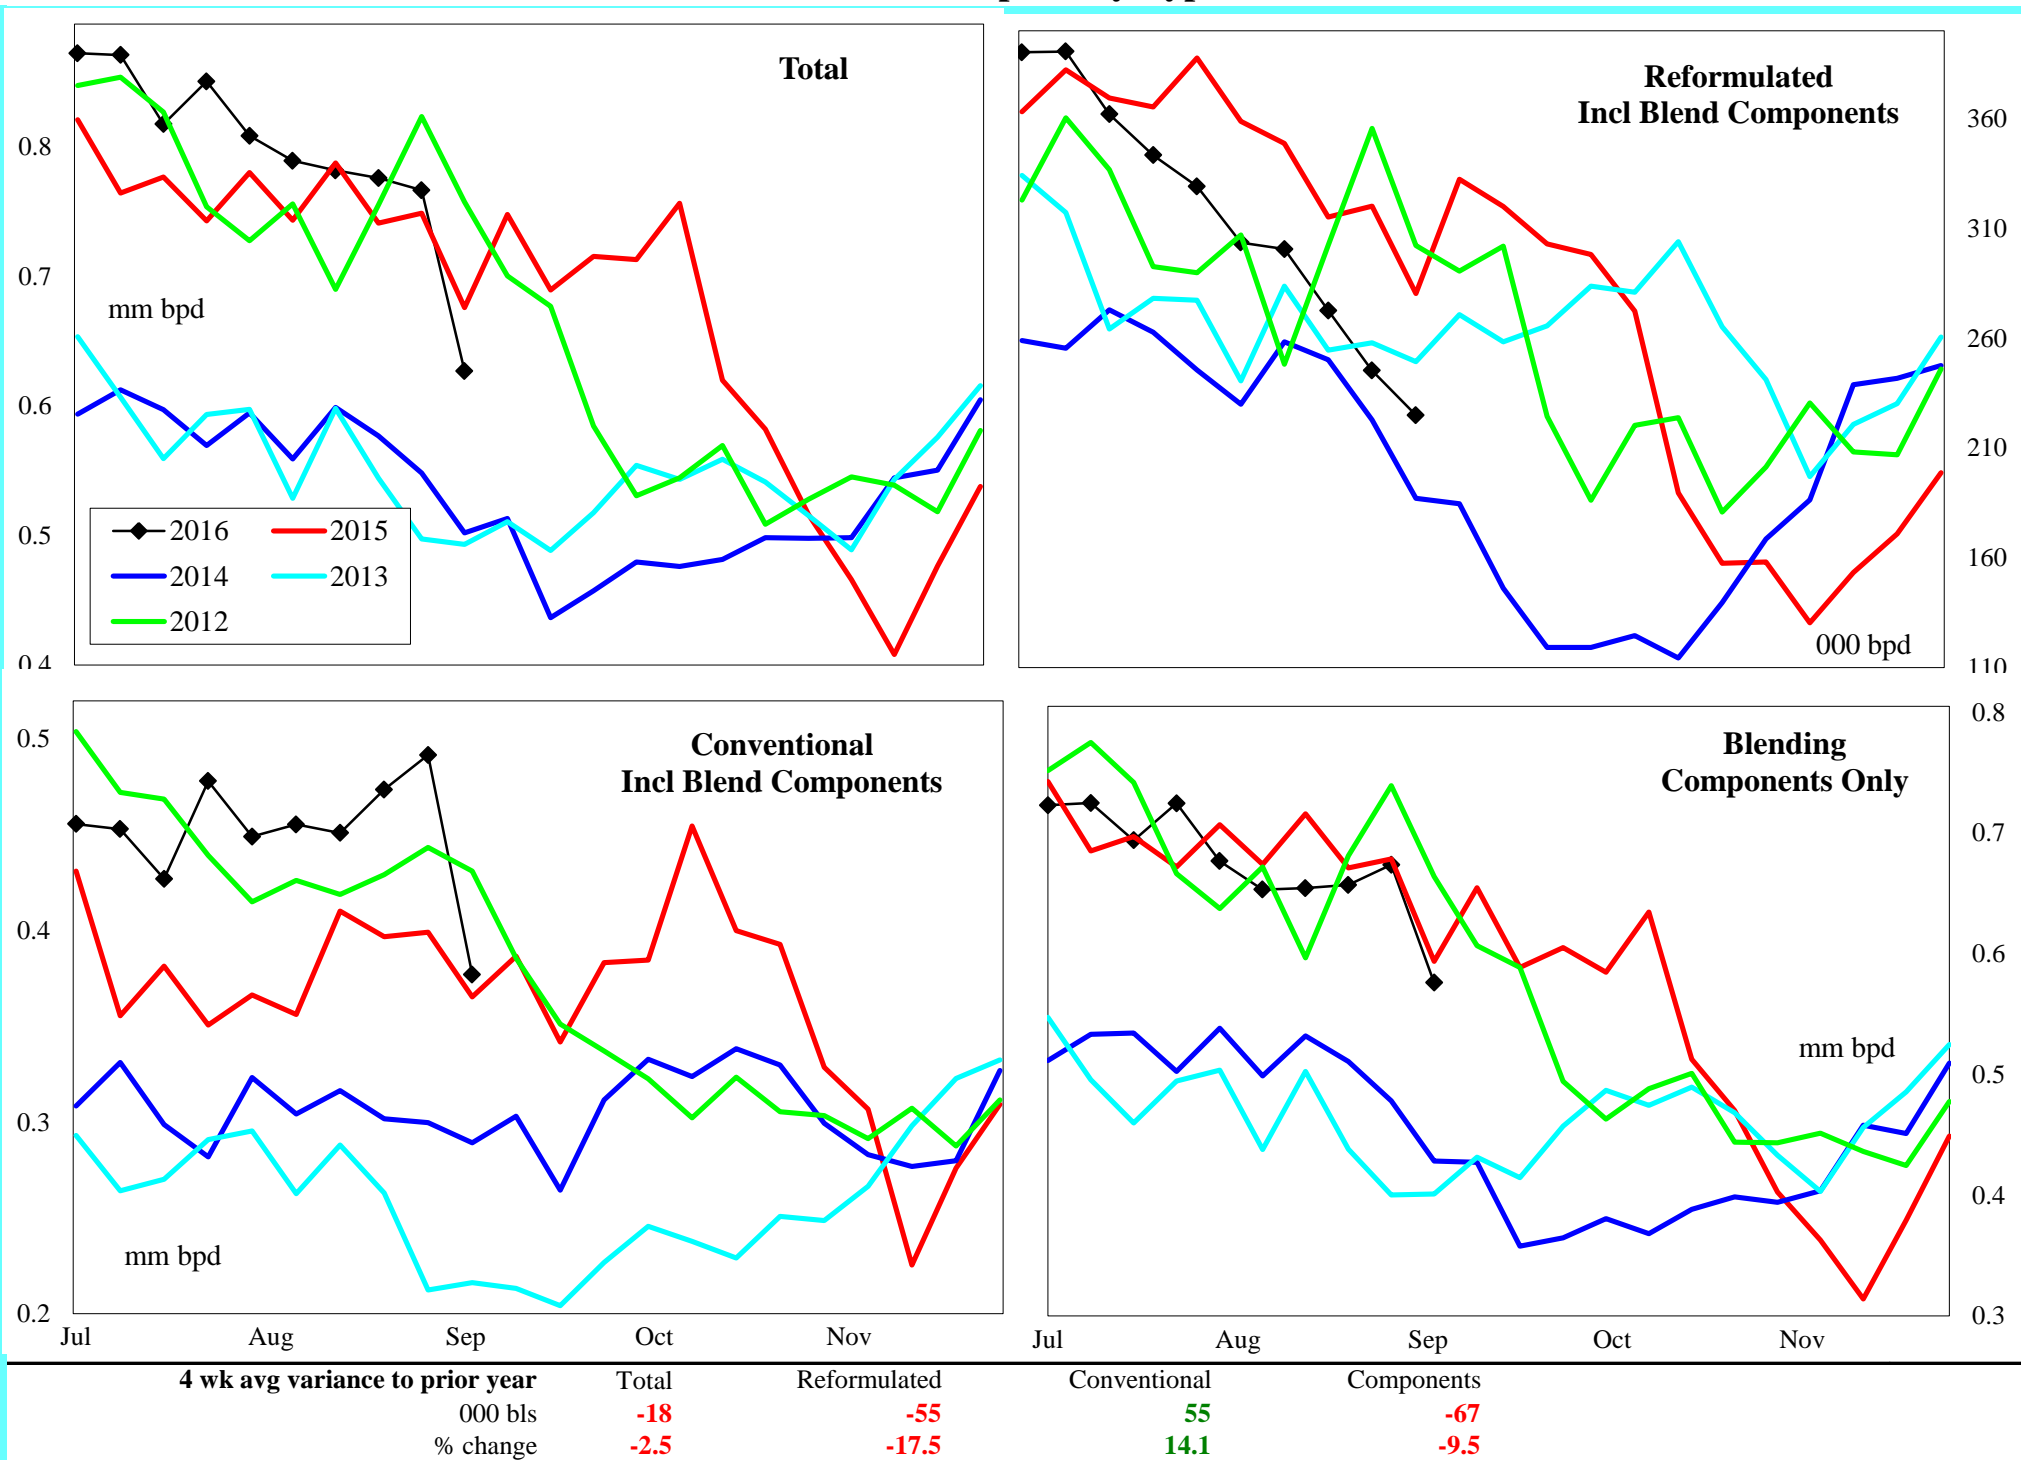 Total
0.8
0.7
mm bpd
0.6
0.5
0.4
2016
2015
2014
2013
2012
Reformulated
Incl Blend Components
360
310
260
210
160
000 bpd
110
0.5
Conventional
Incl Blend Components
0.4
0.3
mm bpd
0.2
Jul Aug Sep Oct Nov
0.8
Blending
Components Only
0.7
0.6
mm bpd
0.5
0.4
0.3
Jul Aug Sep Oct Nov
4 wk avg variance to prior year Total Reformulated Conventional Components
000 bls -18 -55 55 -67
% change -2.5 -17.5 14.1 -9.5